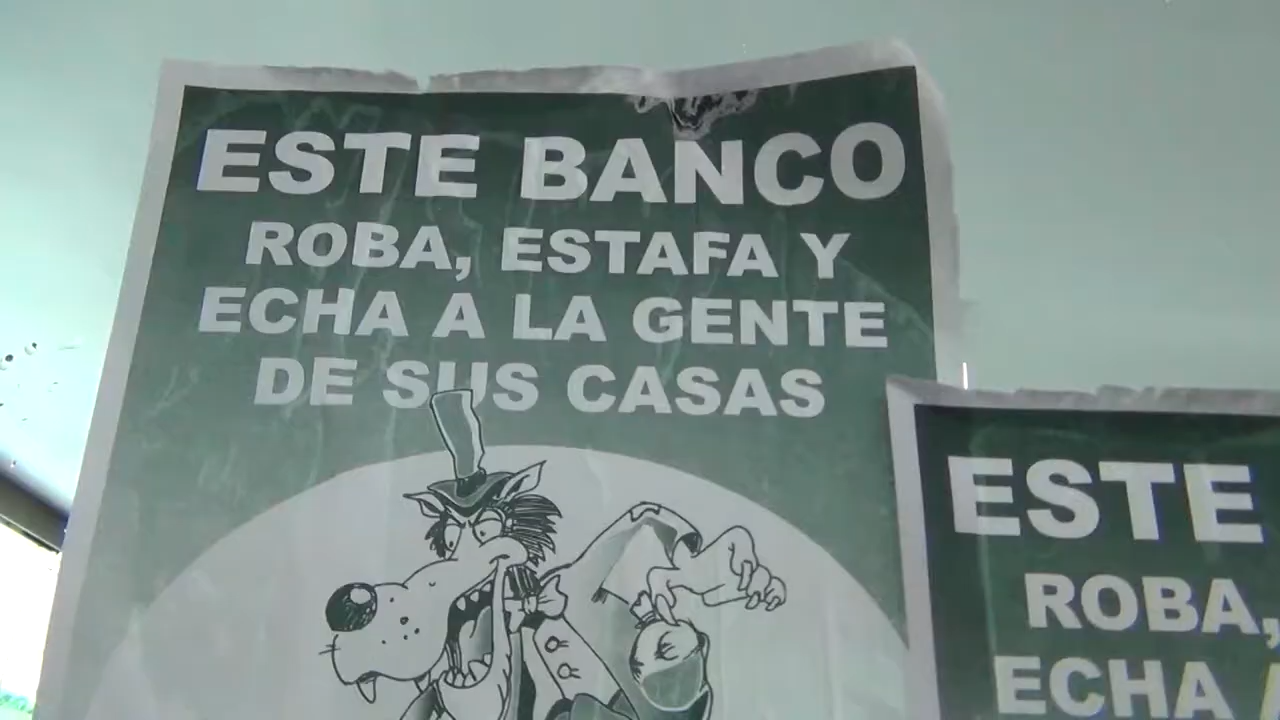 ESTE BANCO
ROBA, ESTAFA Y
ECHA A LA GENTE
DE SUS CASAS
€
ESTE
ROBA,
ECHA A